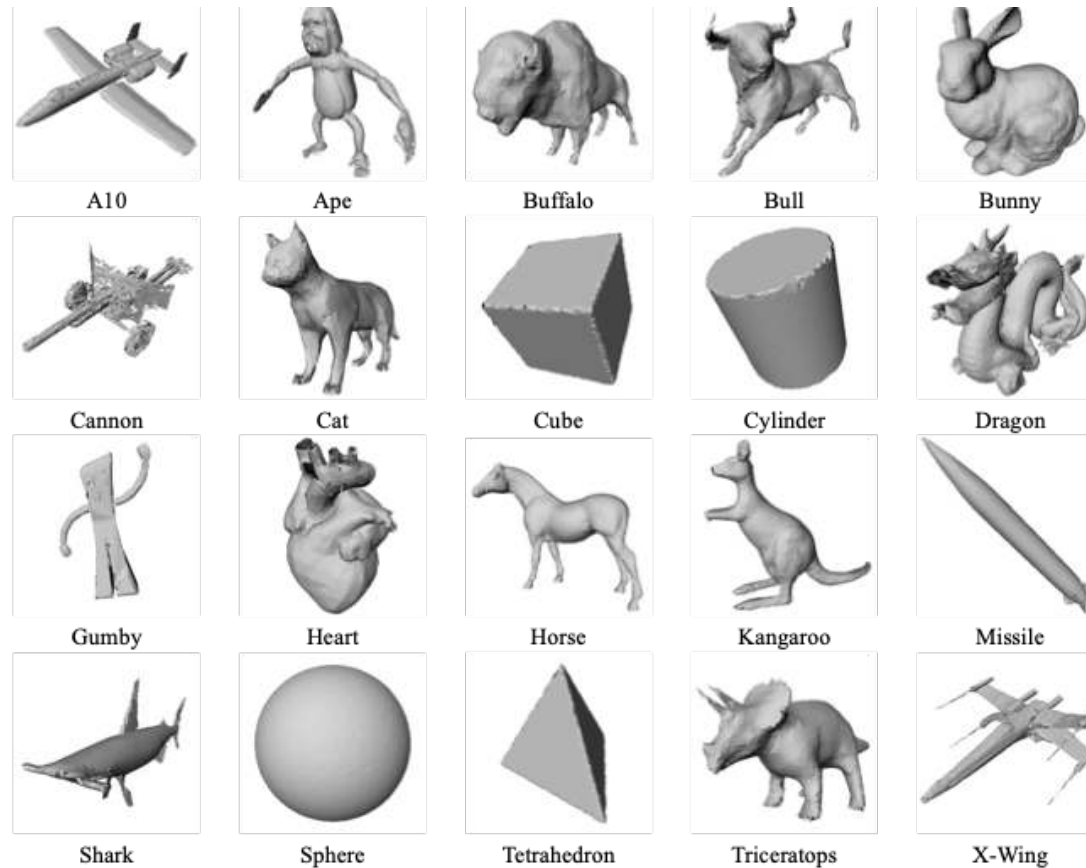 A10 Ape Buffalo Bull Bunny
Cannon Cat Cube Cylinder Dragon
Gumby Heart Horse Kangaroo Missile
Shark Sphere Tetrahedron Triceratops X-Wing